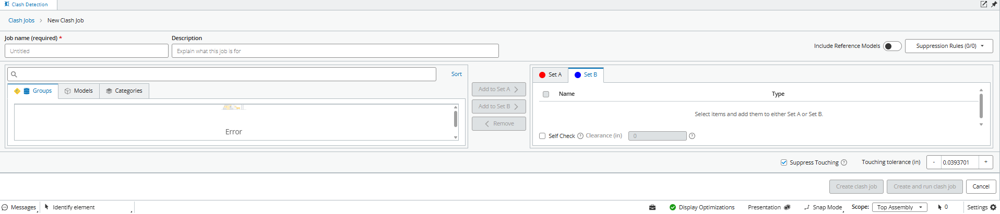 Clash Detection
Clash Jobs > New Clash Job
Job name (required) * Description
Untitled Explain what this job is for Include Reference Models Suppression Rules (0/0)
Sort
Set A Set B
Groups Models Categories
Add to Set A
Name Type
Add to Set B
Select items and add them to either Set A or Set B.
Remove
Error
Self Check ? Clearance (in) 0 ?
Suppress Touching ? Touching tolerance (in) - 0.0393701 +
Create clash job Create and run clash job Cancel
Messages Identify element Display Optimizations Presentation Snap Mode Scope: Top Assembly 0 Settings